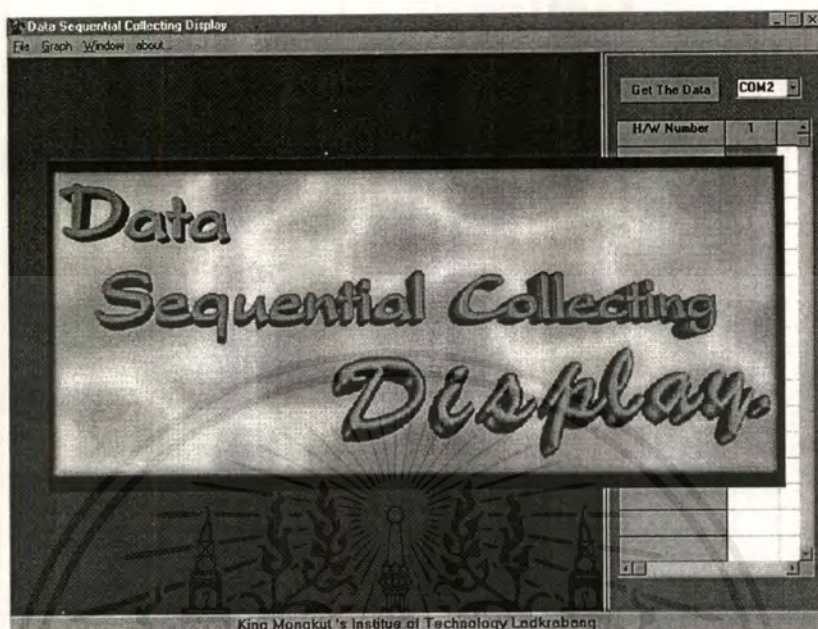 Data Sequential Collecting Display
File Graph Window about...
Get The Data COM2
H/W Number 1
Data
Sequential Collecting
Display.
King Mongkut 's Institue of Technology Ladkrabang